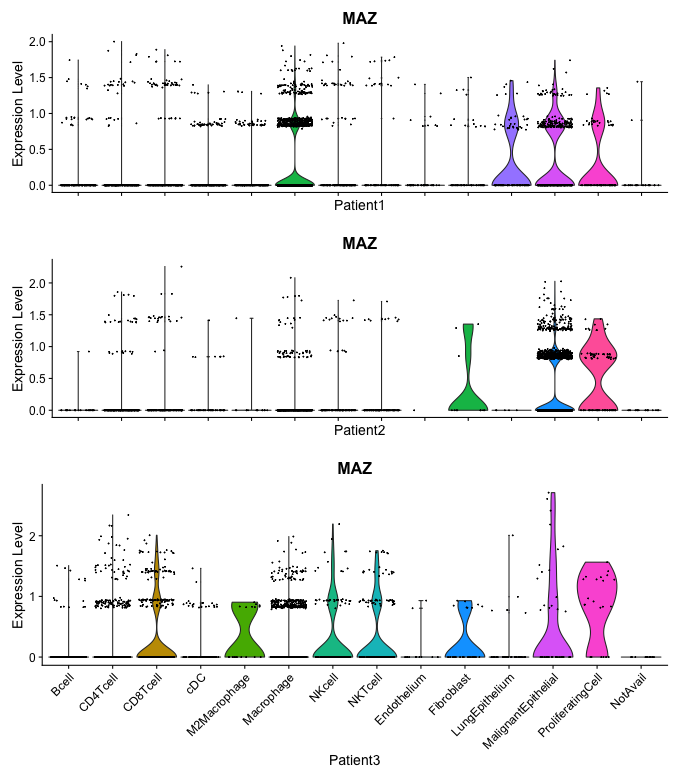 MAZ
Expression Level
2.0
1.5
1.0
0.5
0.0
Patient1
MAZ
Expression Level
2.0
1.5
1.0
0.5
0.0
Patient2
MAZ
Expression Level
2
1
0
Bcell
CD4Tcell
CD8Tcell
cDC
M2Macrophage
Macrophage
NKcell
NKTcell
Endothelium
Fibroblast
LungEpithelium
MalignantEpithelial
ProliferatingCell
NotAvail
Patient3